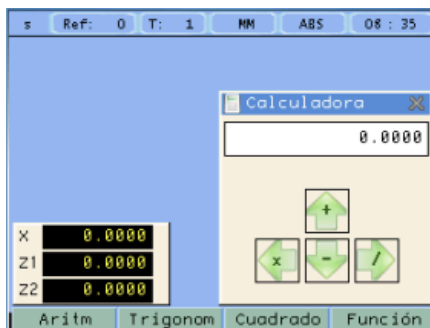 s Ref: 0 T: 1 MM ABS 08 : 35
Calculadora
0.0000
+
x - /
X 0.0000
Z1 0.0000
Z2 0.0000
Aritm Trigonom Cuadrado Función